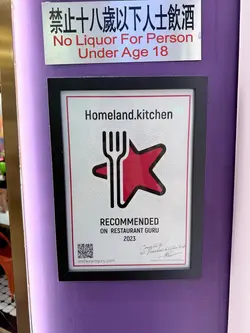 禁止十八歲以下人士飲酒
No Liquor For Person
Under Age 18
Homeland.kitchen
RECOMMENDED
ON RESTAURANT GURU
2023